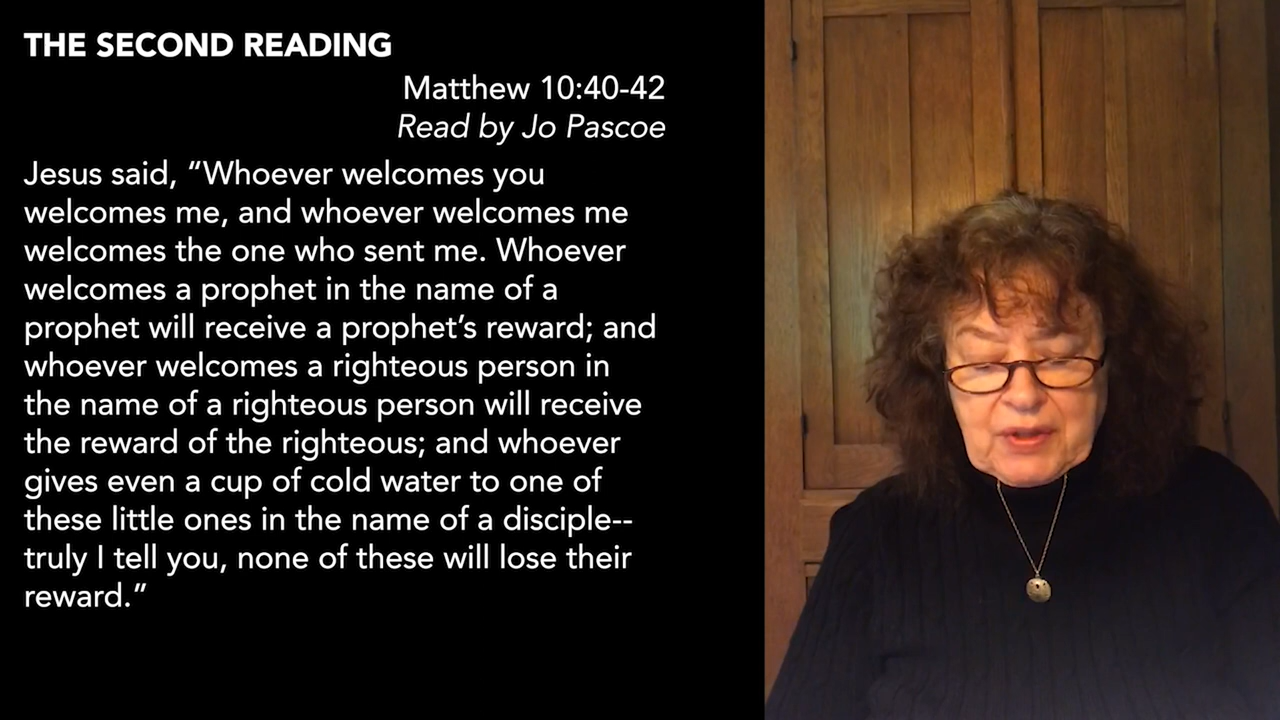 THE SECOND READING
Matthew 10:40-42
Read by Jo Pascoe
Jesus said, “Whoever welcomes you
welcomes me, and whoever welcomes me
welcomes the one who sent me. Whoever
welcomes a prophet in the name of a
prophet will receive a prophet’s reward; and
whoever welcomes a righteous person in
the name of a righteous person will receive
the reward of the righteous; and whoever
gives even a cup of cold water to one of
these little ones in the name of a disciple--
truly I tell you, none of these will lose their
reward.”